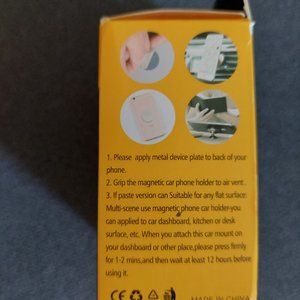 1. Please apply metal device plate to back of your
phone.
2. Grip the magnetic car phone holder to air vent.
3. If paste version can Suitable for any flat surface:
Multi-scene use magnetic phone car holder-you
can applied to car dashboard, kitchen or desk
surface, etc. When you attach this car mount on
your dashboard or other place,please press firmly
for 1-2 mins,and then wait at least 12 hours before
using it.
CE
MADE IN CHINA